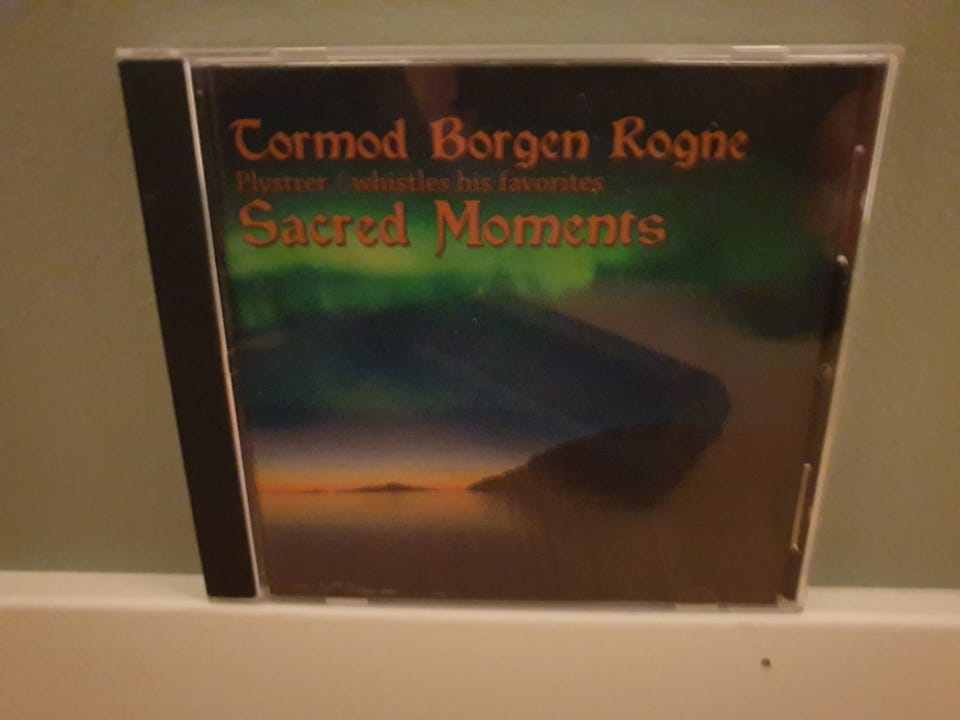 Tormod Borgen Rogne
Plystrer / whistles his favorites
Sacred Moments